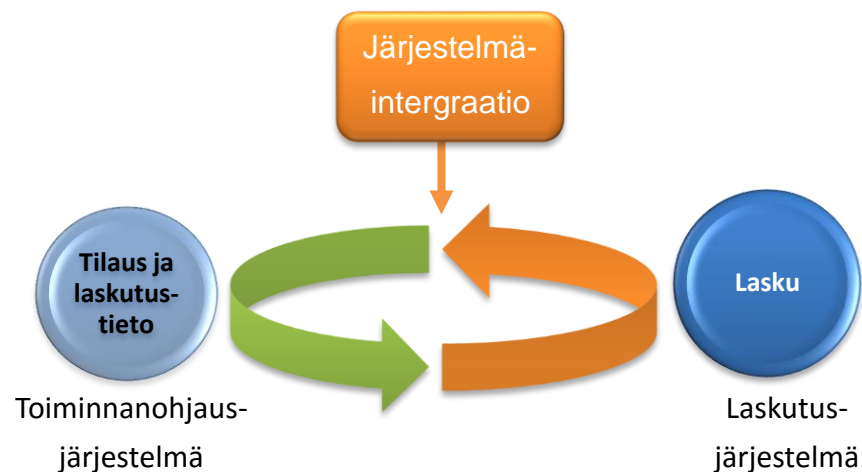 Järjestelmä-
intergraatio
Tilaus ja
laskutus-
tieto
Lasku
Toiminnanohjaus-
järjestelmä
Laskutus-
järjestelmä